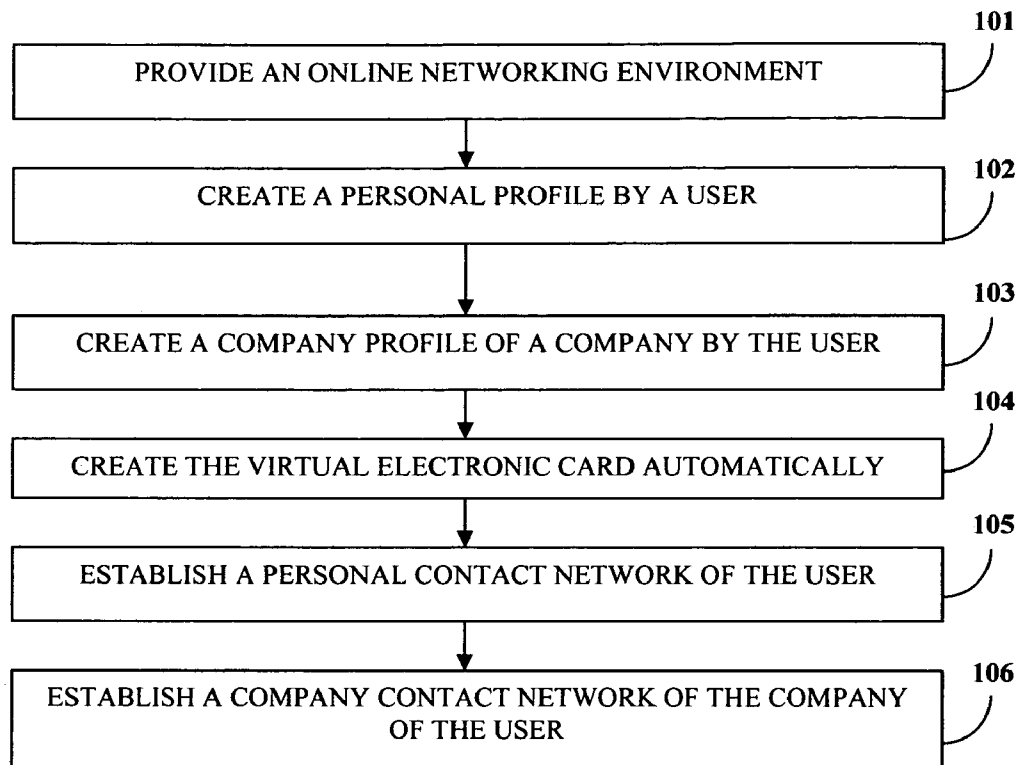 101
PROVIDE AN ONLINE NETWORKING ENVIRONMENT
102
CREATE A PERSONAL PROFILE BY A USER
103
CREATE A COMPANY PROFILE OF A COMPANY BY THE USER
104
CREATE THE VIRTUAL ELECTRONIC CARD AUTOMATICALLY
105
ESTABLISH A PERSONAL CONTACT NETWORK OF THE USER
106
ESTABLISH A COMPANY CONTACT NETWORK OF THE COMPANY
OF THE USER